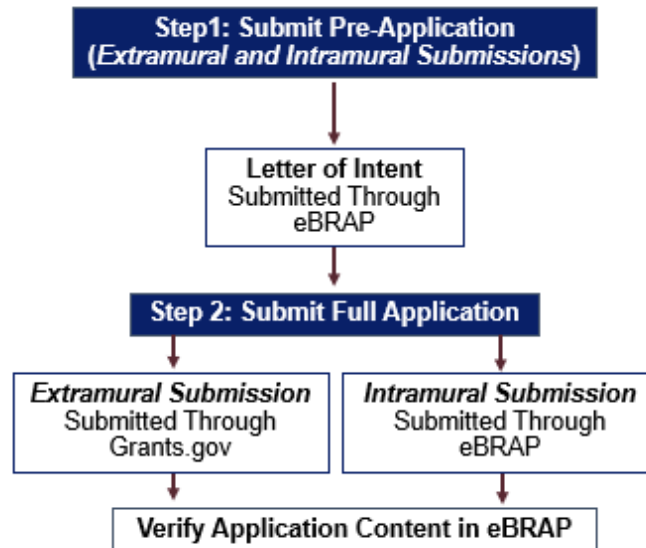 Step1: Submit Pre-Application
(Extramural and Intramural Submissions)
Letter of Intent
Submitted Through
eBRAP
Step 2: Submit Full Application
Extramural Submission
Submitted Through
Grants.gov
Intramural Submission
Submitted Through
eBRAP
Verify Application Content in eBRAP